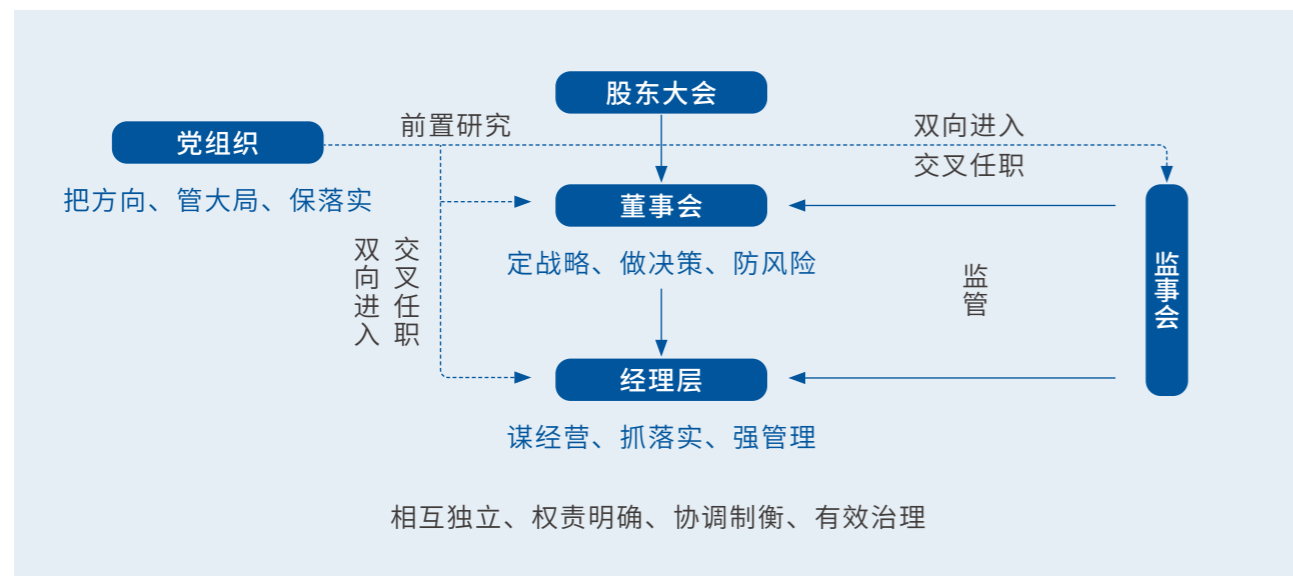 股东大会
党组织
前置研究
双向进入
交叉任职
把方向、管大局、保落实
董事会
定战略、做决策、防风险
双向进入
交叉任职
监管
监事会
经理层
谋经营、抓落实、强管理
相互独立、权责明确、协调制衡、有效治理